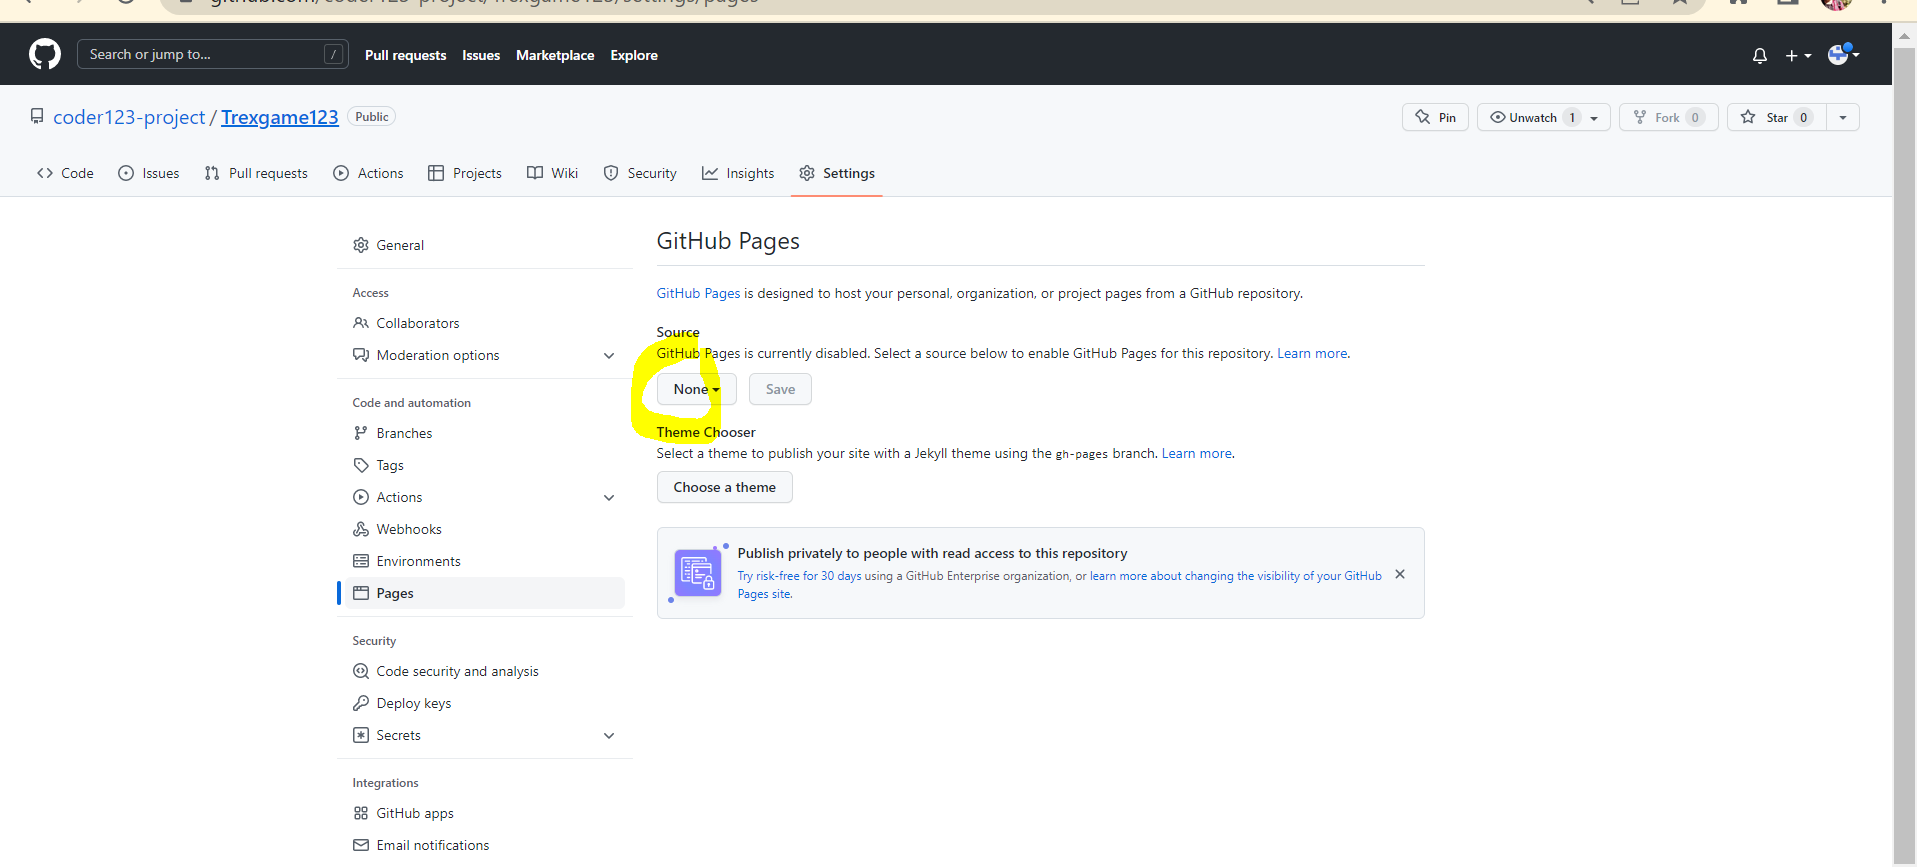 github.com/coder123-project/Trexgame123/settings/pages
Search or jump to... /
Pull requests Issues Marketplace Explore
coder123-project / Trexgame123 Public
Pin Unwatch 1 Fork 0 Star 0
Code Issues Pull requests Actions Projects Wiki Security Insights Settings
General
Access
Collaborators
Moderation options
Code and automation
Branches
Tags
Actions
Webhooks
Environments
Pages
Security
Code security and analysis
Deploy keys
Secrets
Integrations
GitHub apps
Email notifications
GitHub Pages
GitHub Pages is designed to host your personal, organization, or project pages from a GitHub repository.
Source
GitHub Pages is currently disabled. Select a source below to enable GitHub Pages for this repository. Learn more.
None Save
Theme Chooser
Select a theme to publish your site with a Jekyll theme using the gh-pages branch. Learn more.
Choose a theme
Publish privately to people with read access to this repository
Try risk-free for 30 days using a GitHub Enterprise organization, or learn more about changing the visibility of your GitHub
Pages site.